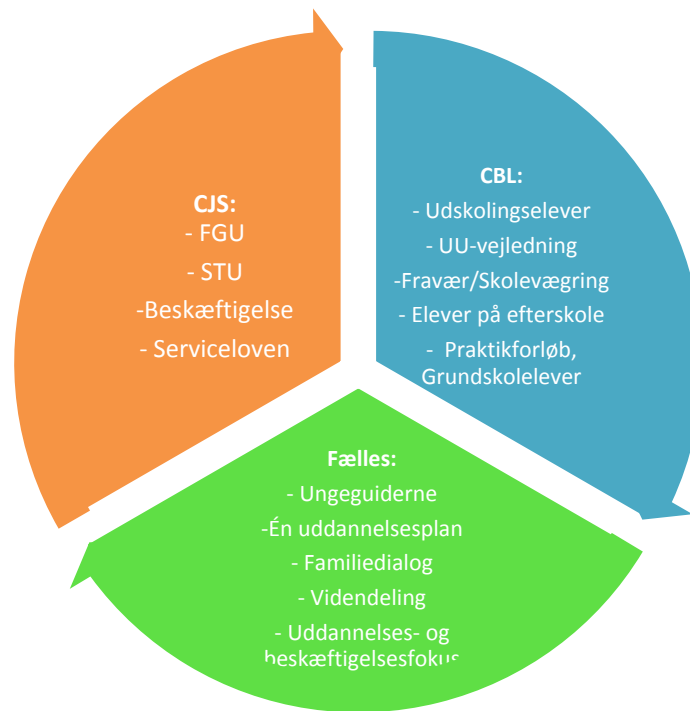 CJS:
- FGU
- STU
-Beskæftigelse
- Serviceloven
CBL:
- Udskolingselever
- UU-vejledning
-Fravær/Skolevægring
- Elever på efterskole
- Praktikforløb,
Grundskolelever
Fælles:
- Ungeguiderne
-Én uddannelsesplan
- Familiedialog
- Videndeling
- Uddannelses- og
beskæftigelsesfokus